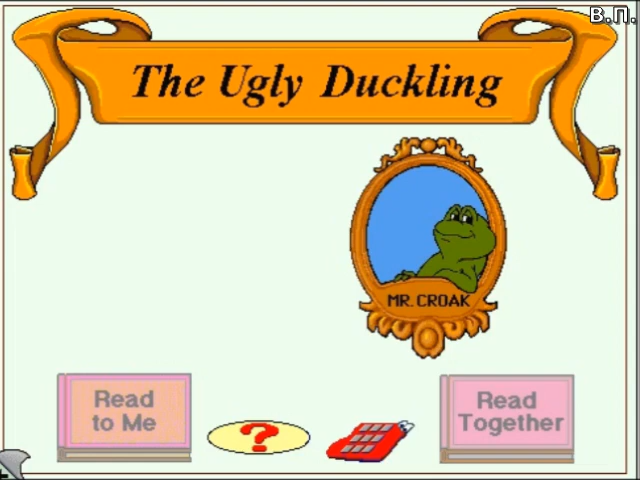 В.П.
The Ugly Duckling
MR. CROAK
Read
to Me
?
Read
Together